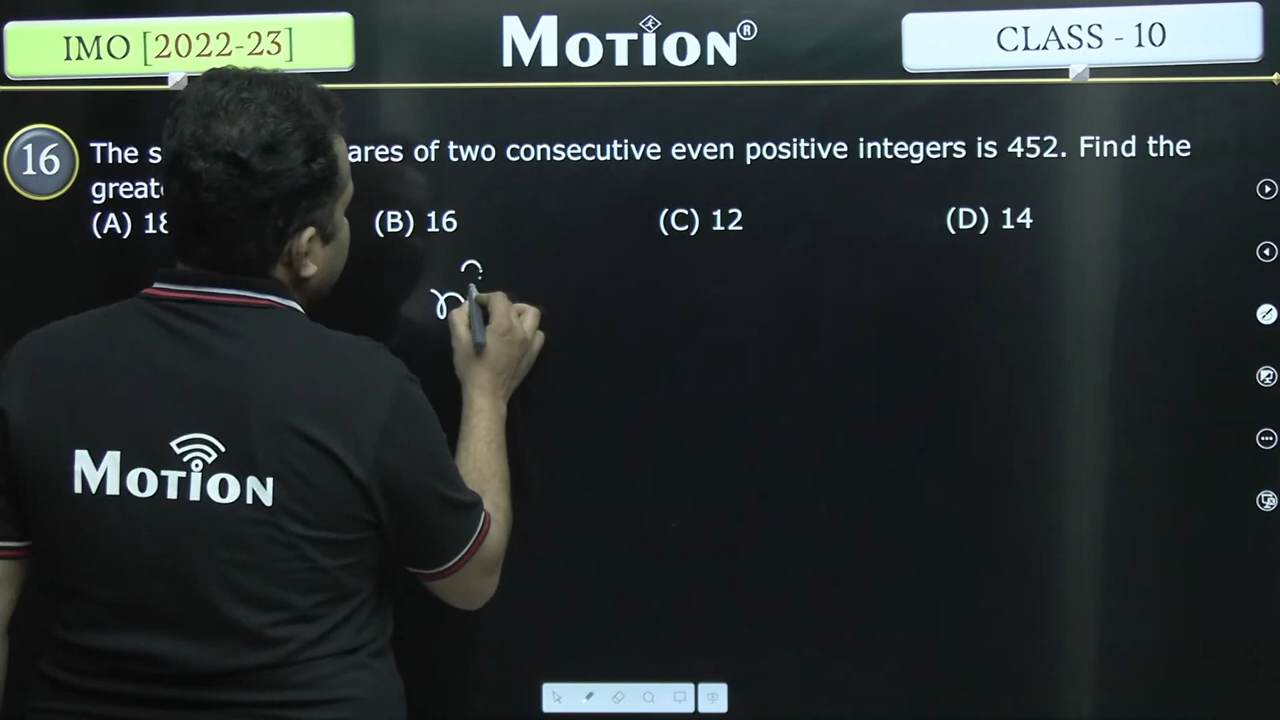 IMO [2022-23]
MOTION®
CLASS - 10
16
The ares of two consecutive even positive integers is 452. Find the
great
(A) 18 (B) 16 (C) 12 (D) 14
MOTION